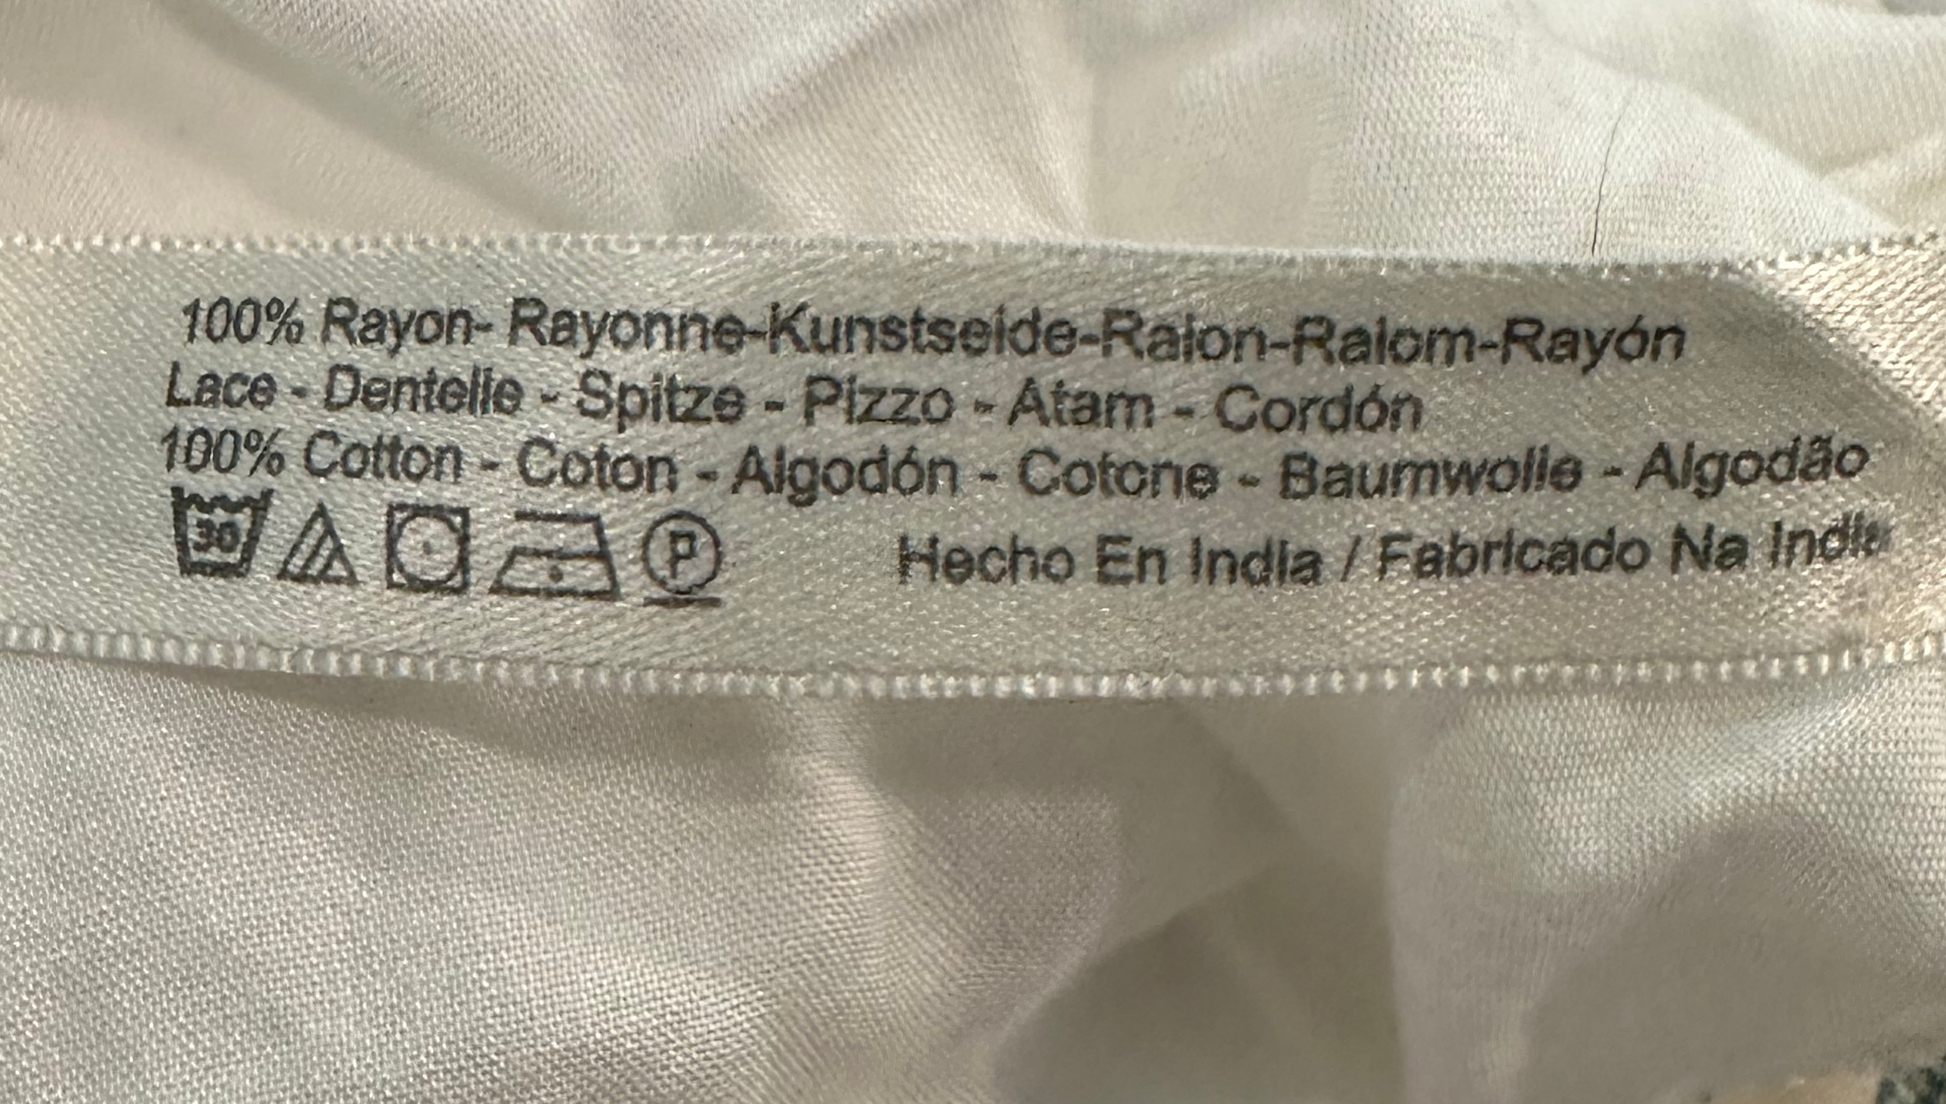 100% Rayon- Rayonne-Kunstseide-Raion-Raiom-Rayón
Lace - Dentelle - Spitze - Pizzo - Atam - Cordón
100% Cotton - Coton - Algodón - Cotone - Baumwolle - Algodão
30 P Hecho En India / Fabricado Na India